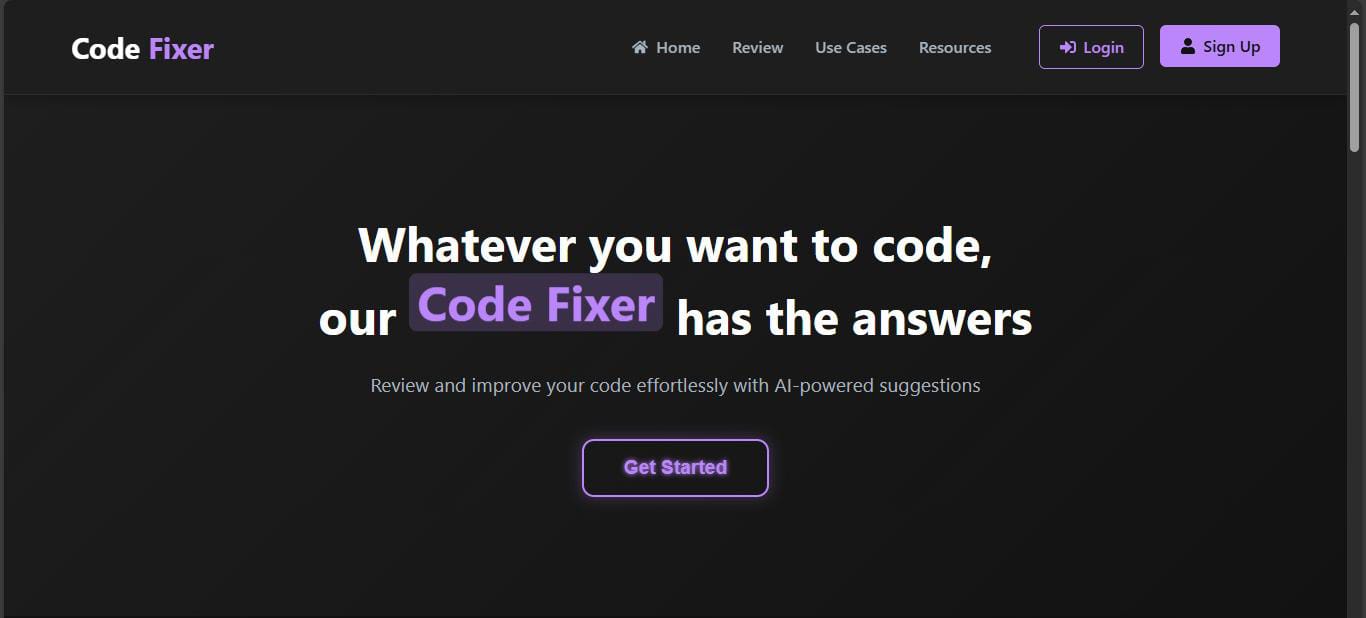 Code Fixer
Home
Review
Use Cases
Resources
Login
Sign Up
Whatever you want to code,
our Code Fixer has the answers
Review and improve your code effortlessly with AI-powered suggestions
Get Started